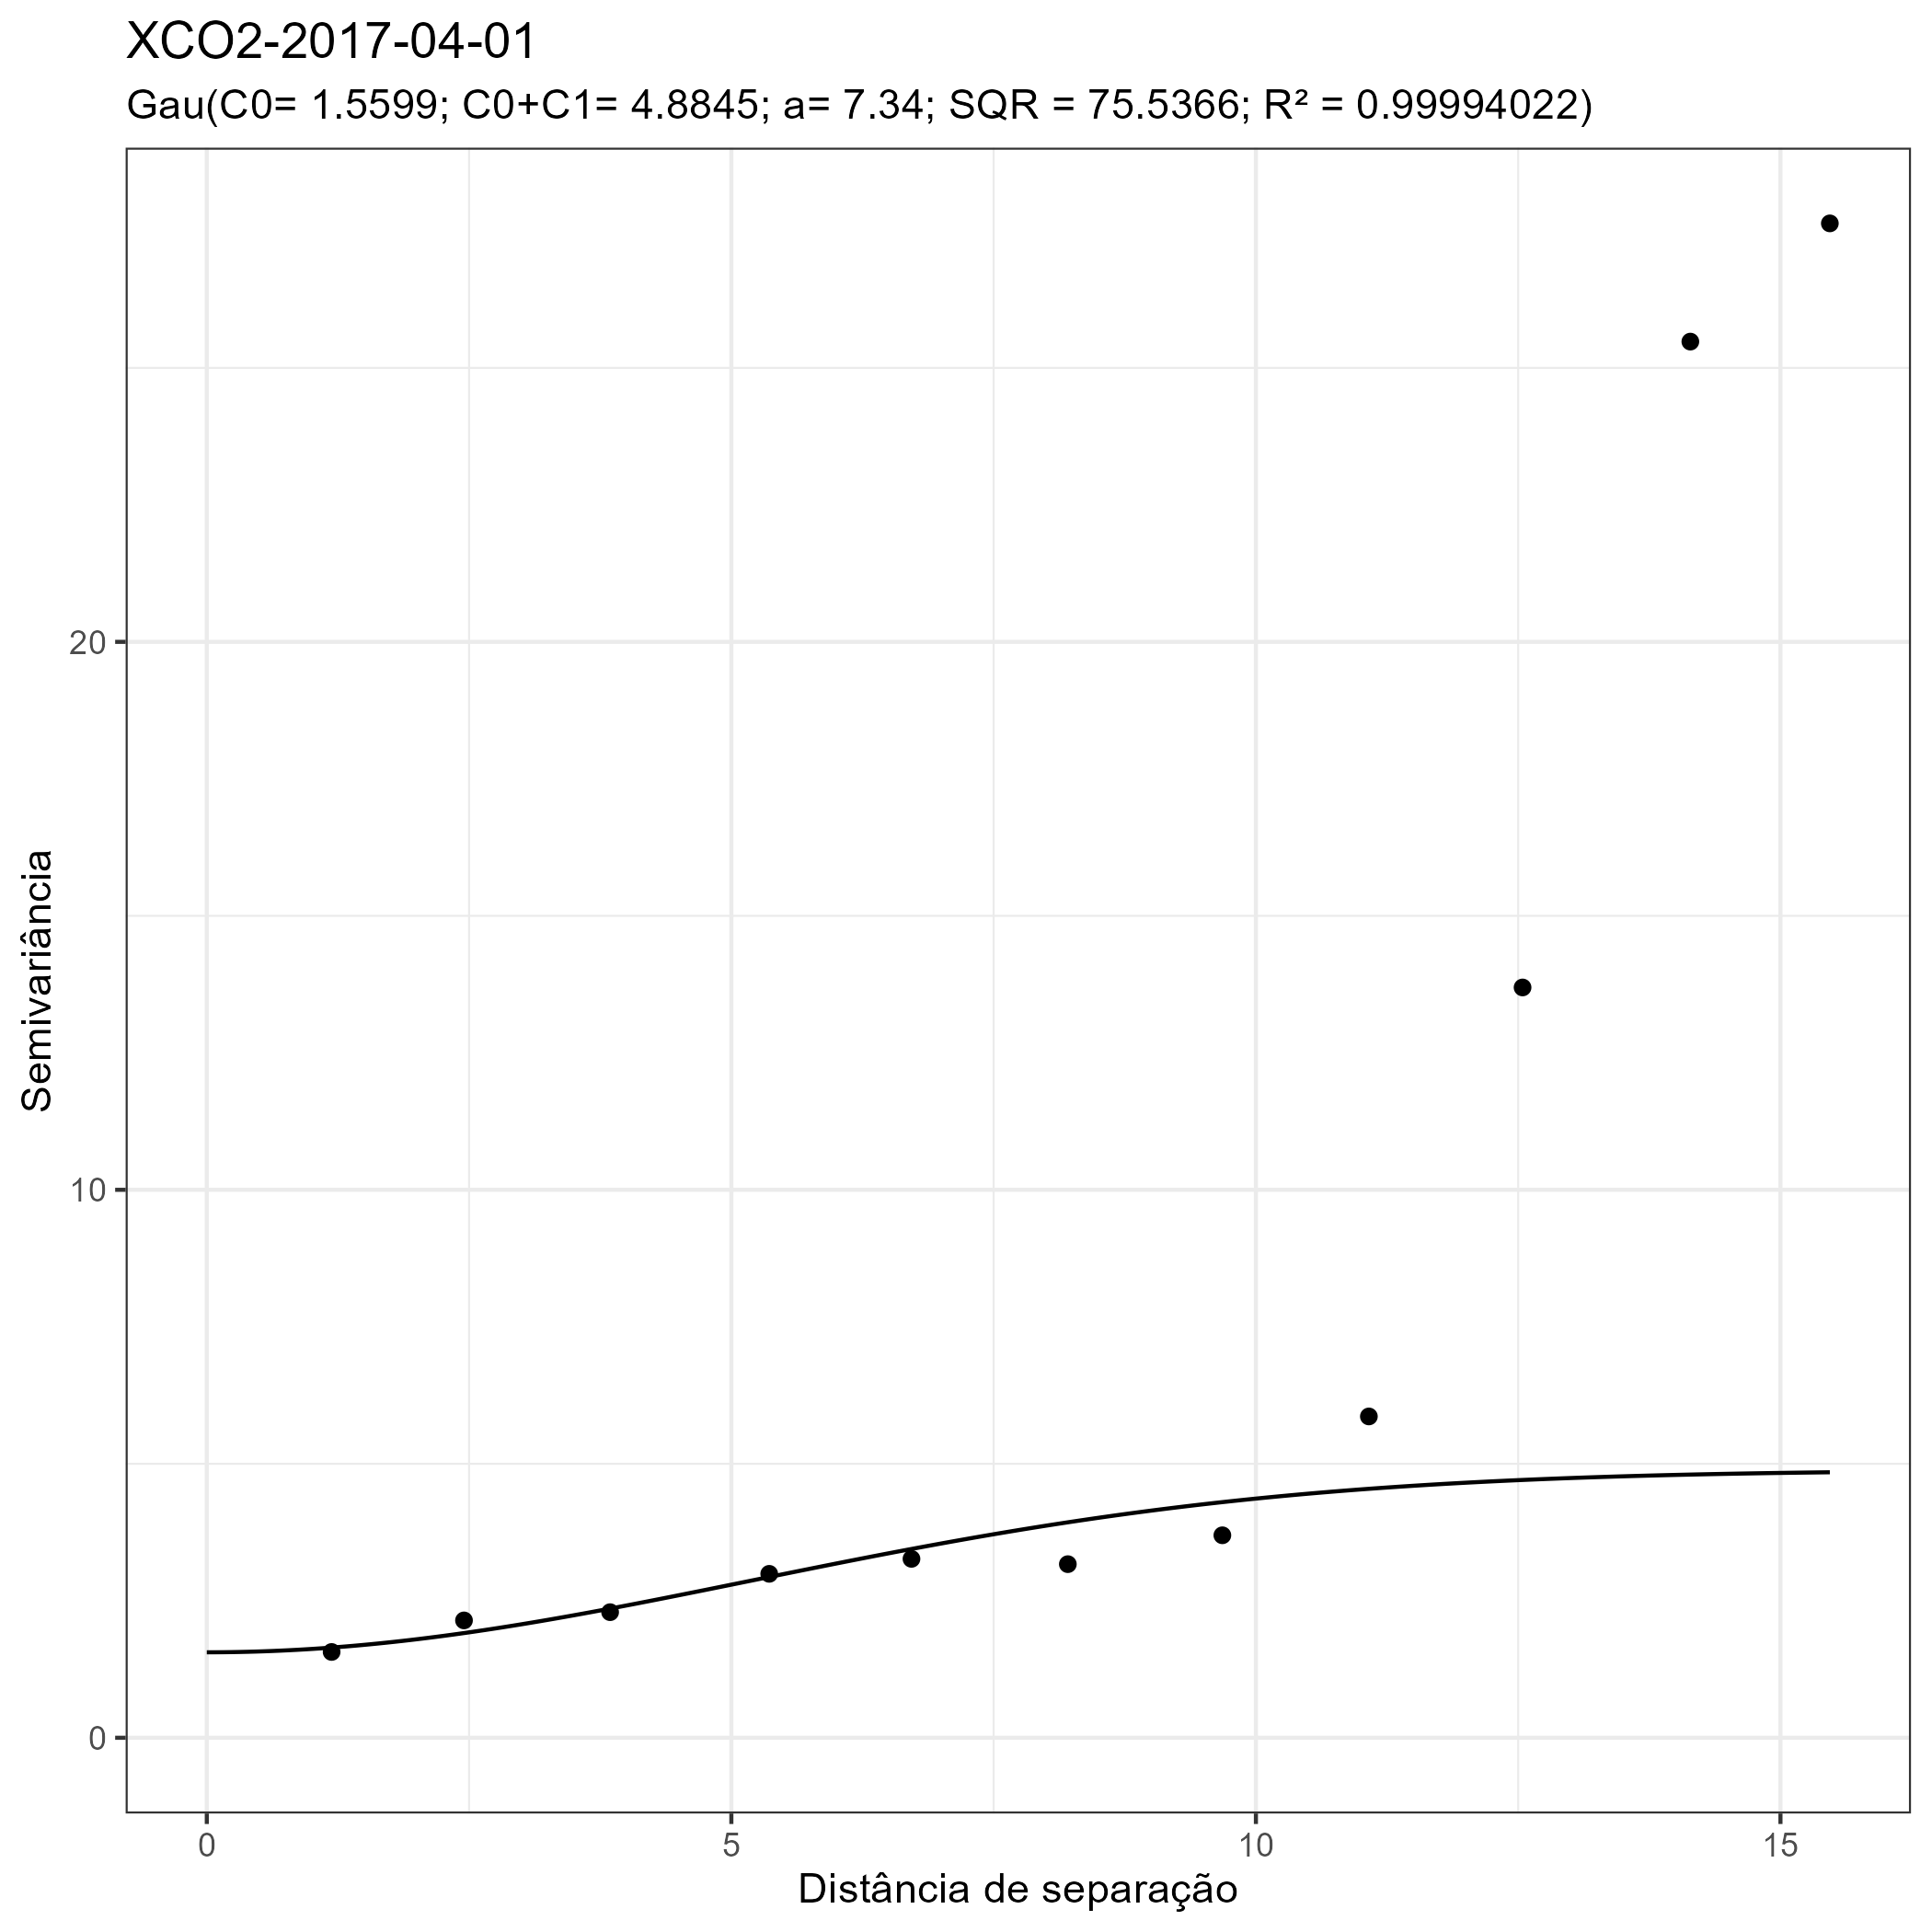 XCO2-2017-04-01
Gau(C0= 1.5599; C0+C1= 4.8845; a= 7.34; SQR = 75.5366; R² = 0.99994022)
Semivariância
20
10
0
0
5
10
15
Distância de separação